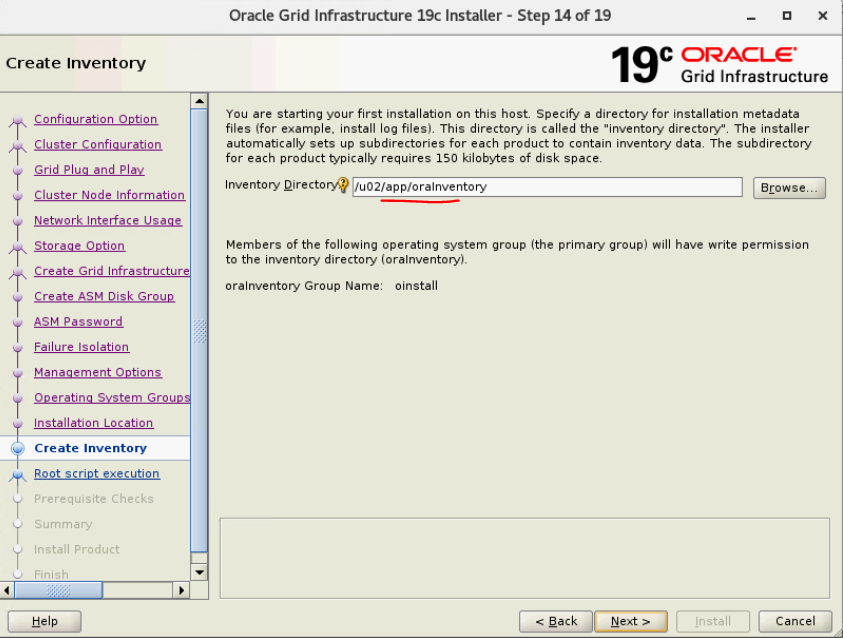 Oracle Grid Infrastructure 19c Installer - Step 14 of 19
Create Inventory
19c ORACLE
Grid Infrastructure
Configuration Option
Cluster Configuration
Grid Plug and Play
Cluster Node Information
Network Interface Usage
Storage Option
Create Grid Infrastructure
Create ASM Disk Group
ASM Password
Failure Isolation
Management Options
Operating System Groups
Installation Location
Create Inventory
Root script execution
Prerequisite Checks
Summary
Install Product
Finish
You are starting your first installation on this host. Specify a directory for installation metadata
files (for example, install log files). This directory is called the "inventory directory". The installer
automatically sets up subdirectories for each product to contain inventory data. The subdirectory
for each product typically requires 150 kilobytes of disk space.
Inventory Directory /u02/app/oraInventory Browse...
Members of the following operating system group (the primary group) will have write permission
to the inventory directory (oraInventory).
oraInventory Group Name: oinstall
Help < Back Next > Install Cancel